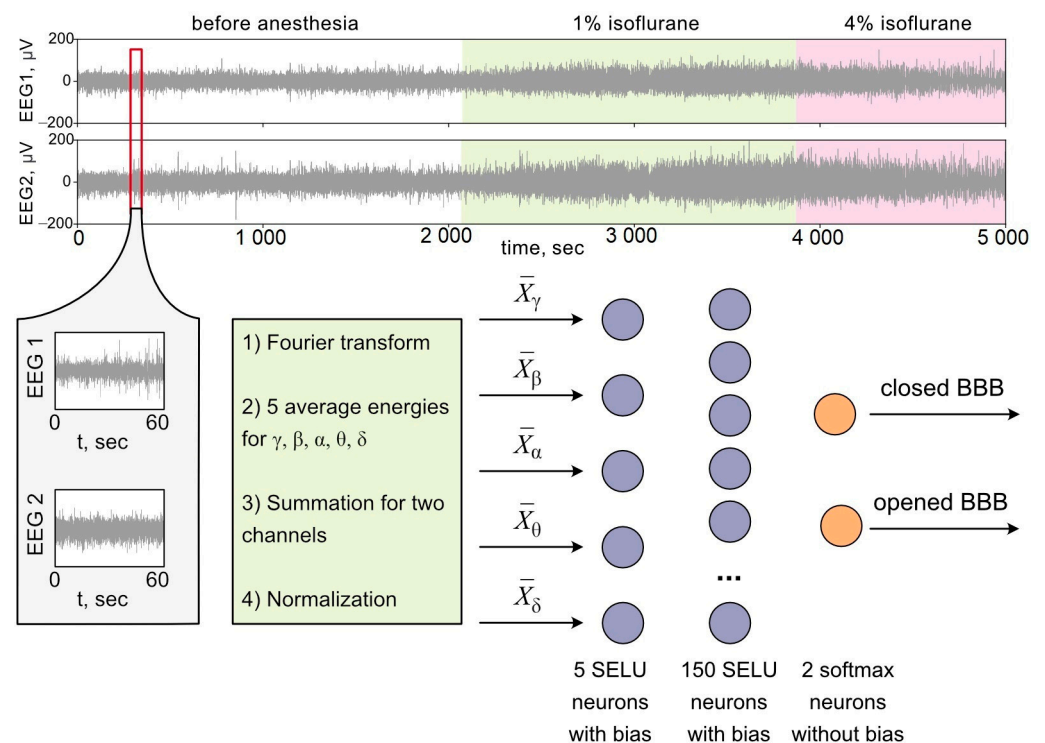 before anesthesia
1% isoflurane
4% isoflurane
EEG1, μV
200
0
−200
EEG2, μV
200
0
−200
0
1 000
2 000
3 000
4 000
5 000
time, sec
EEG 1
0
60
t, sec
EEG 2
0
60
t, sec
1) Fourier transform
2) 5 average energies
for γ, β, α, θ, δ
3) Summation for two
channels
4) Normalization
X̅γ
X̅β
X̅α
X̅θ
X̅δ
...
closed BBB
opened BBB
5 SELU
neurons
with bias
150 SELU
neurons
with bias
2 softmax
neurons
without bias